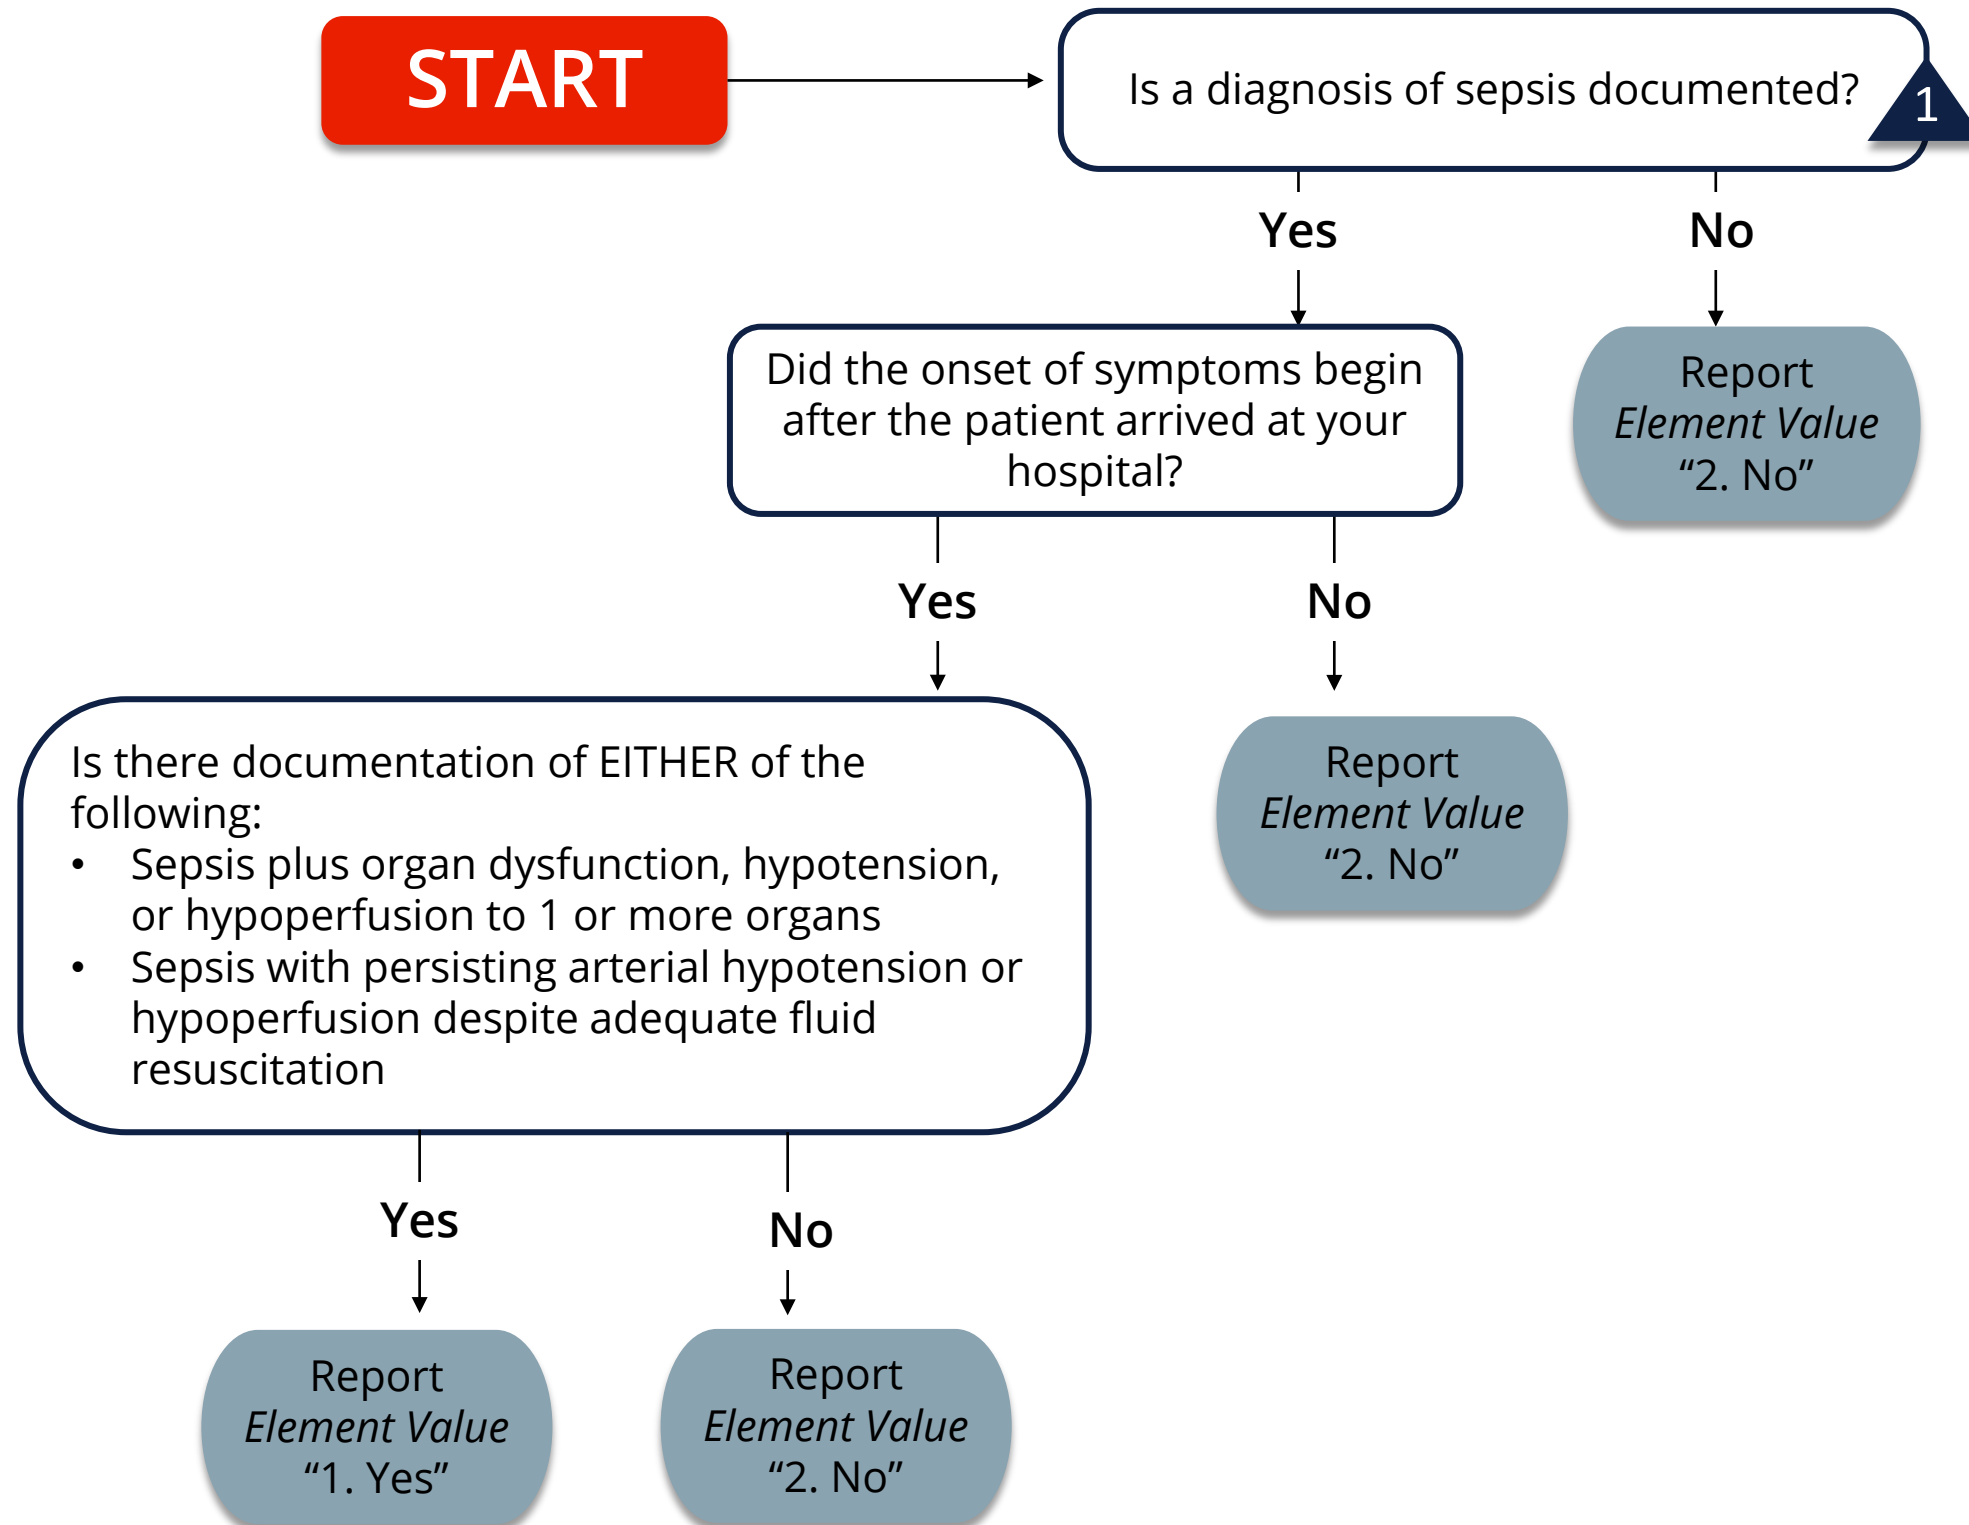 START
Is a diagnosis of sepsis documented?
1
Yes
No
Did the onset of symptoms begin
after the patient arrived at your
hospital?
Report
Element Value
“2. No”
Yes
No
Is there documentation of EITHER of the
following:
• Sepsis plus organ dysfunction, hypotension,
or hypoperfusion to 1 or more organs
• Sepsis with persisting arterial hypotension or
hypoperfusion despite adequate fluid
resuscitation
Report
Element Value
“2. No”
Yes
No
Report
Element Value
“1. Yes”
Report
Element Value
“2. No”